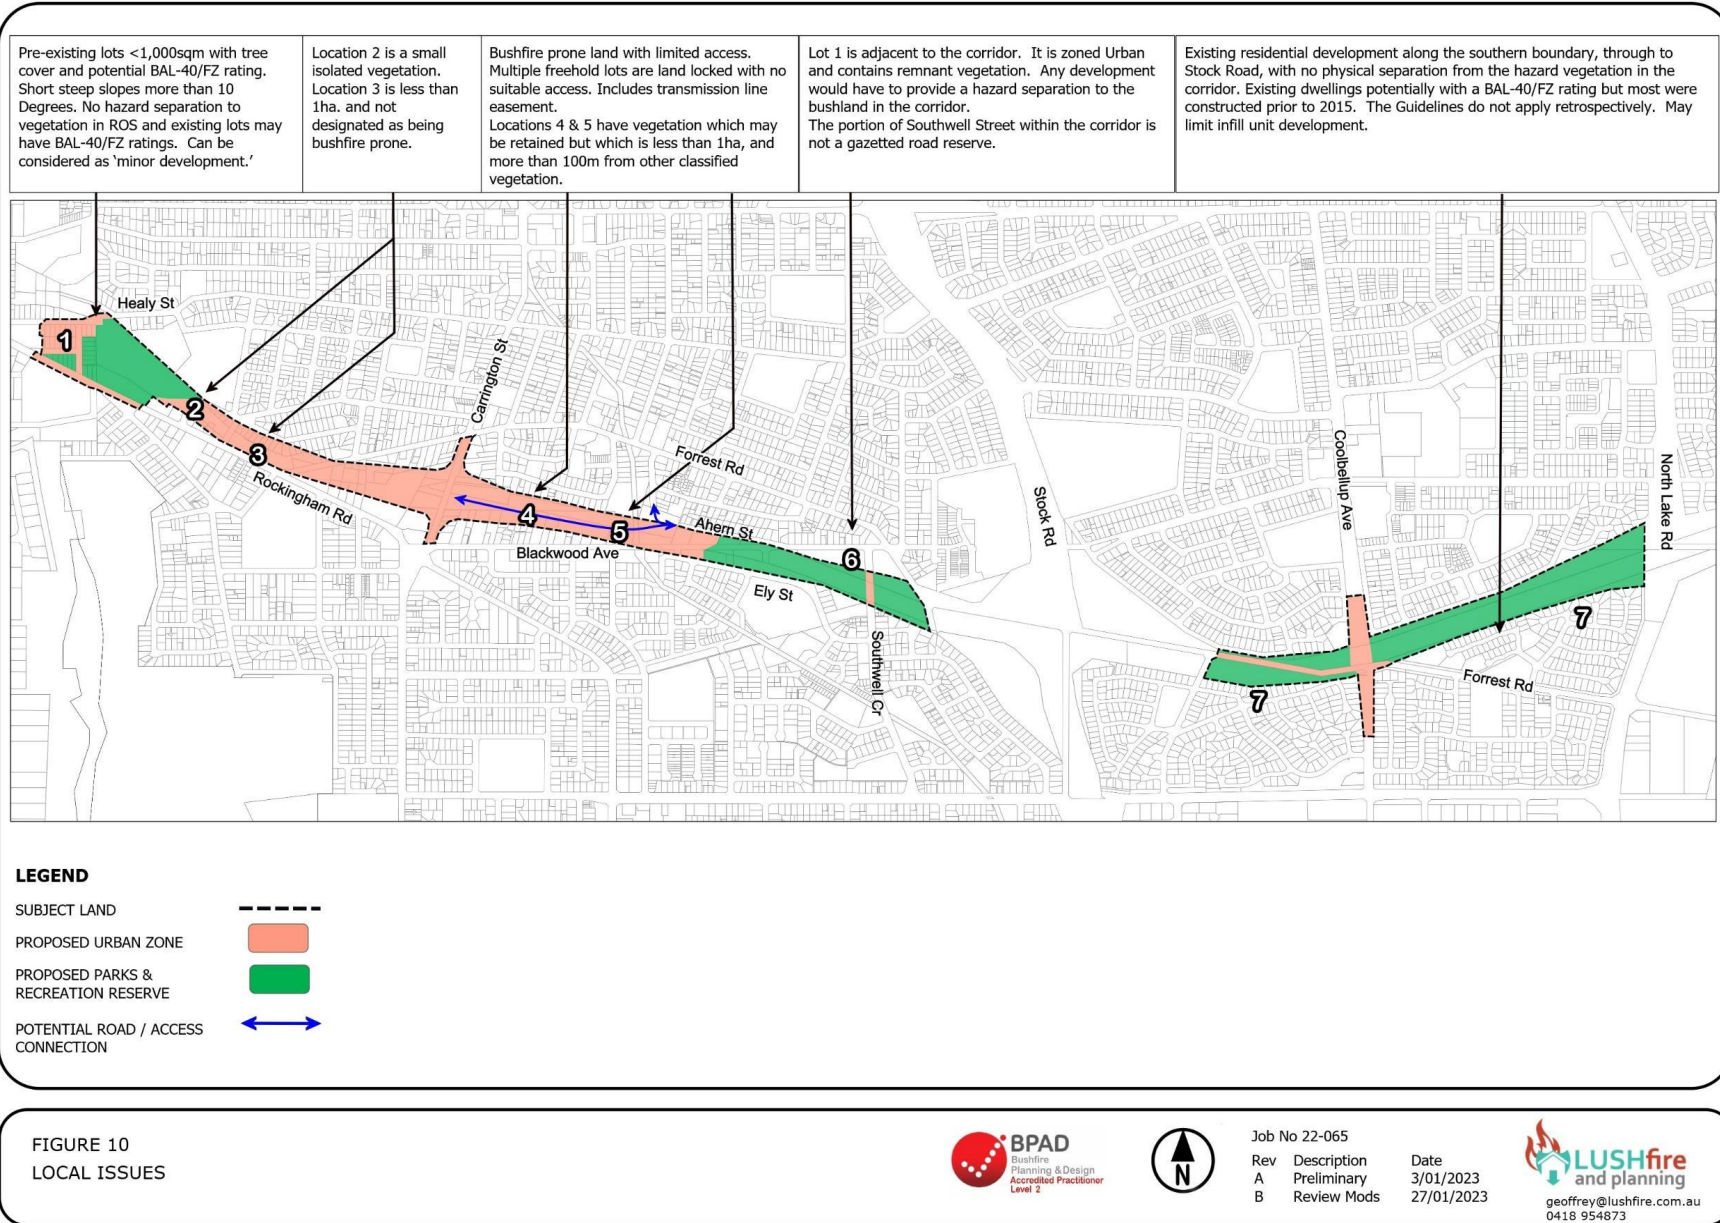 Pre-existing lots <1,000sqm with tree
cover and potential BAL-40/FZ rating.
Short steep slopes more than 10
Degrees. No hazard separation to
vegetation in ROS and existing lots may
have BAL-40/FZ ratings. Can be
considered as 'minor development.'
Location 2 is a small
isolated vegetation.
Location 3 is less than
1ha. and not
designated as being
bushfire prone.
Bushfire prone land with limited access.
Multiple freehold lots are land locked with no
suitable access. Includes transmission line
easement.
Locations 4 & 5 have vegetation which may
be retained but which is less than 1ha, and
more than 100m from other classified
vegetation.
Lot 1 is adjacent to the corridor. It is zoned Urban
and contains remnant vegetation. Any development
would have to provide a hazard separation to the
bushland in the corridor.
The portion of Southwell Street within the corridor is
not a gazetted road reserve.
Existing residential development along the southern boundary, through to
Stock Road, with no physical separation from the hazard vegetation in the
corridor. Existing dwellings potentially with a BAL-40/FZ rating but most were
constructed prior to 2015. The Guidelines do not apply retrospectively. May
limit infill unit development.
Healy St
1
2
3
Rockingham Rd
Carrington St
4
5
Forrest Rd
Ahern St
Blackwood Ave
Ely St
6
Southwell Cr
Stock Rd
Coolbellup Ave
North Lake Rd
7
7
Forrest Rd
LEGEND
SUBJECT LAND
PROPOSED URBAN ZONE
PROPOSED PARKS &
RECREATION RESERVE
POTENTIAL ROAD / ACCESS
CONNECTION
FIGURE 10
LOCAL ISSUES
BPAD
Bushfire
Planning & Design
Accredited Practitioner
Level 2
N
Job No 22-065
Rev Description Date
A Preliminary 3/01/2023
B Review Mods 27/01/2023
LUSHfire
and planning
geoffrey@lushfire.com.au
0418 954873